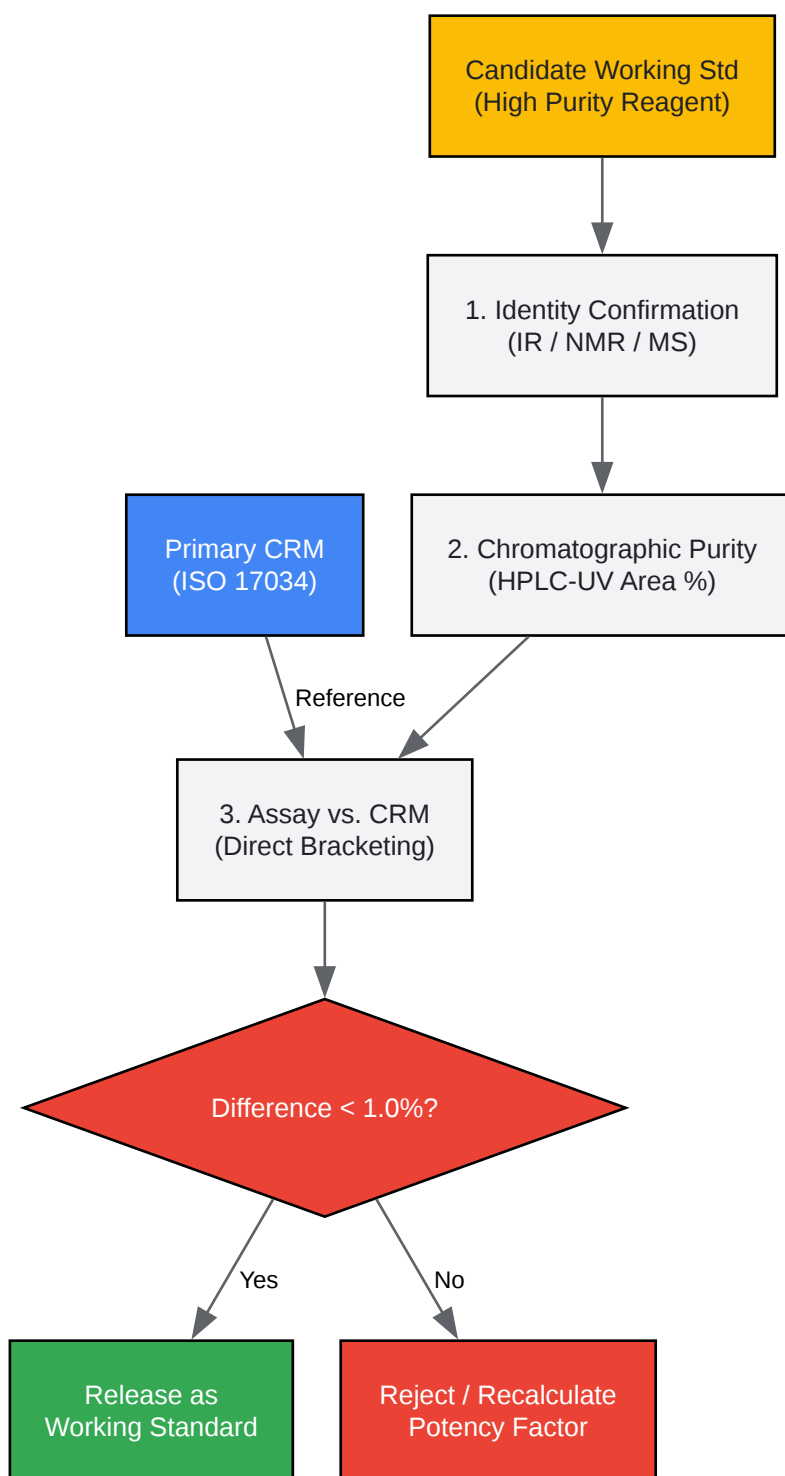 Candidate Working Std
(High Purity Reagent)
1. Identity Confirmation
(IR / NMR / MS)
Primary CRM
(ISO 17034)
2. Chromatographic Purity
(HPLC-UV Area %)
Reference
3. Assay vs. CRM
(Direct Bracketing)
Difference < 1.0%?
Yes
No
Release as
Working Standard
Reject / Recalculate
Potency Factor